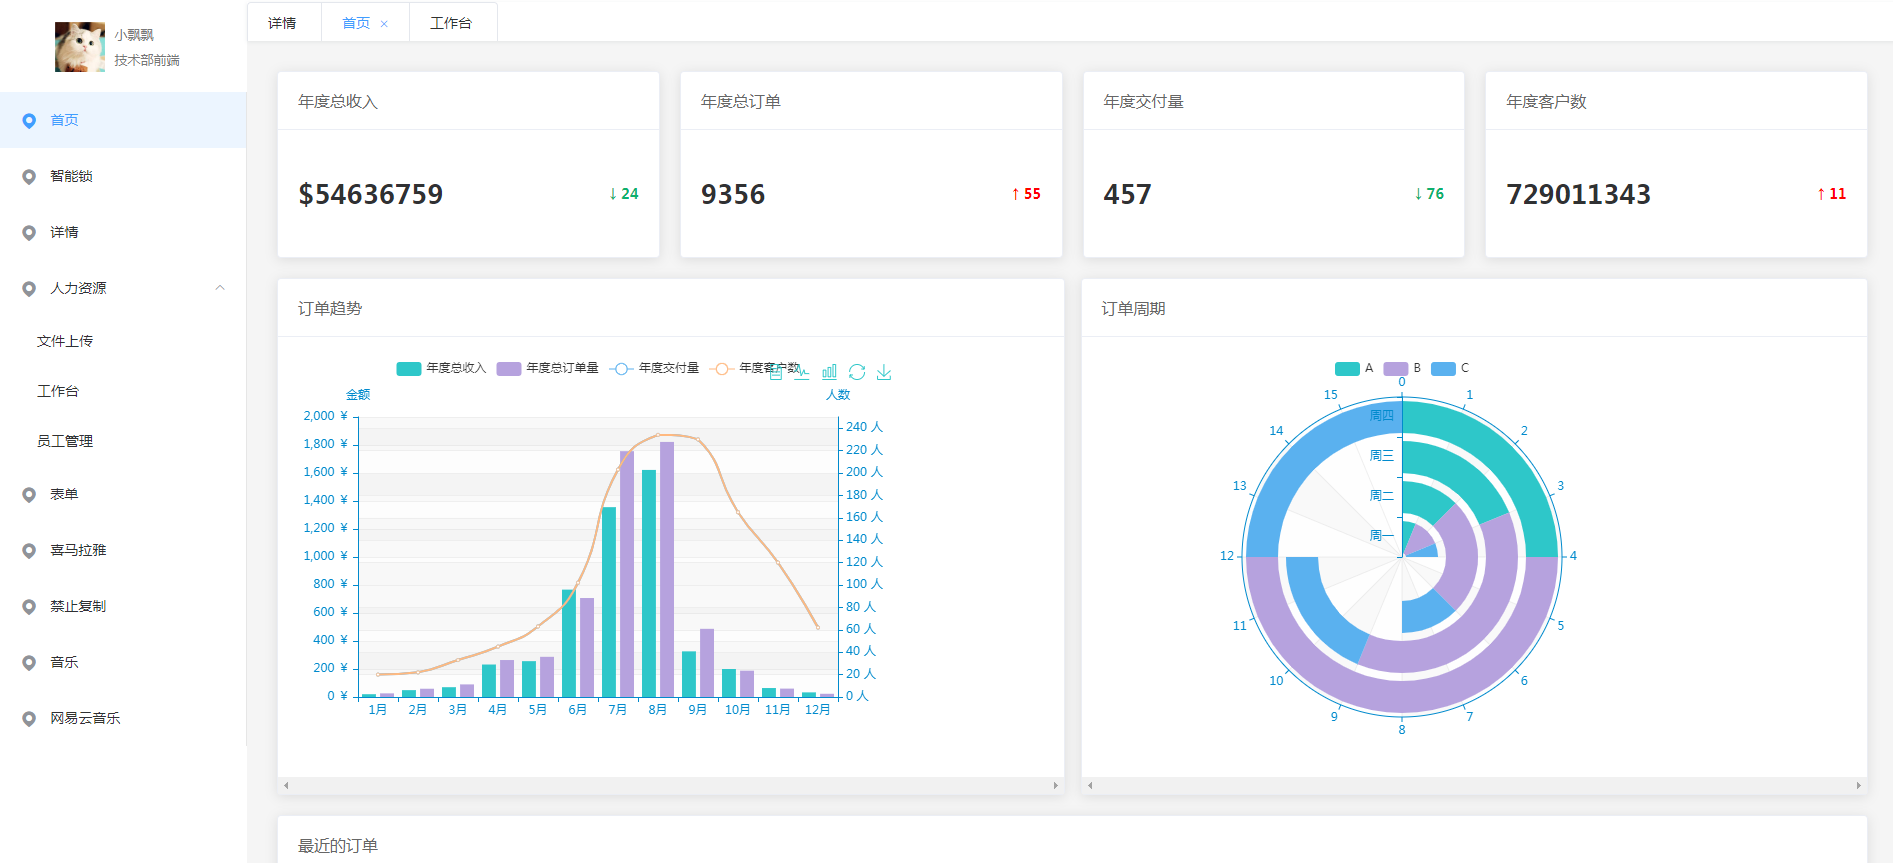 小飘飘
技术部前端
首页
智能锁
详情
人力资源
文件上传
工作台
员工管理
表单
喜马拉雅
禁止复制
音乐
网易云音乐
详情 首页 × 工作台
年度总收入
$54636759 ↓ 24
年度总订单
9356 ↑ 55
年度交付量
457 ↓ 76
年度客户数
729011343 ↑ 11
订单趋势
年度总收入 年度总订单量 年度交付量 年度客户数
金额 人数
2,000 ¥
1,800 ¥
1,600 ¥
1,400 ¥
1,200 ¥
1,000 ¥
800 ¥
600 ¥
400 ¥
200 ¥
0 ¥
240 人
220 人
200 人
180 人
160 人
140 人
120 人
100 人
80 人
60 人
40 人
20 人
0 人
1月 2月 3月 4月 5月 6月 7月 8月 9月 10月 11月 12月
订单周期
A B C
0
1
2
3
4
5
6
7
8
9
10
11
12
13
14
15
周四
周三
周二
周一
最近的订单